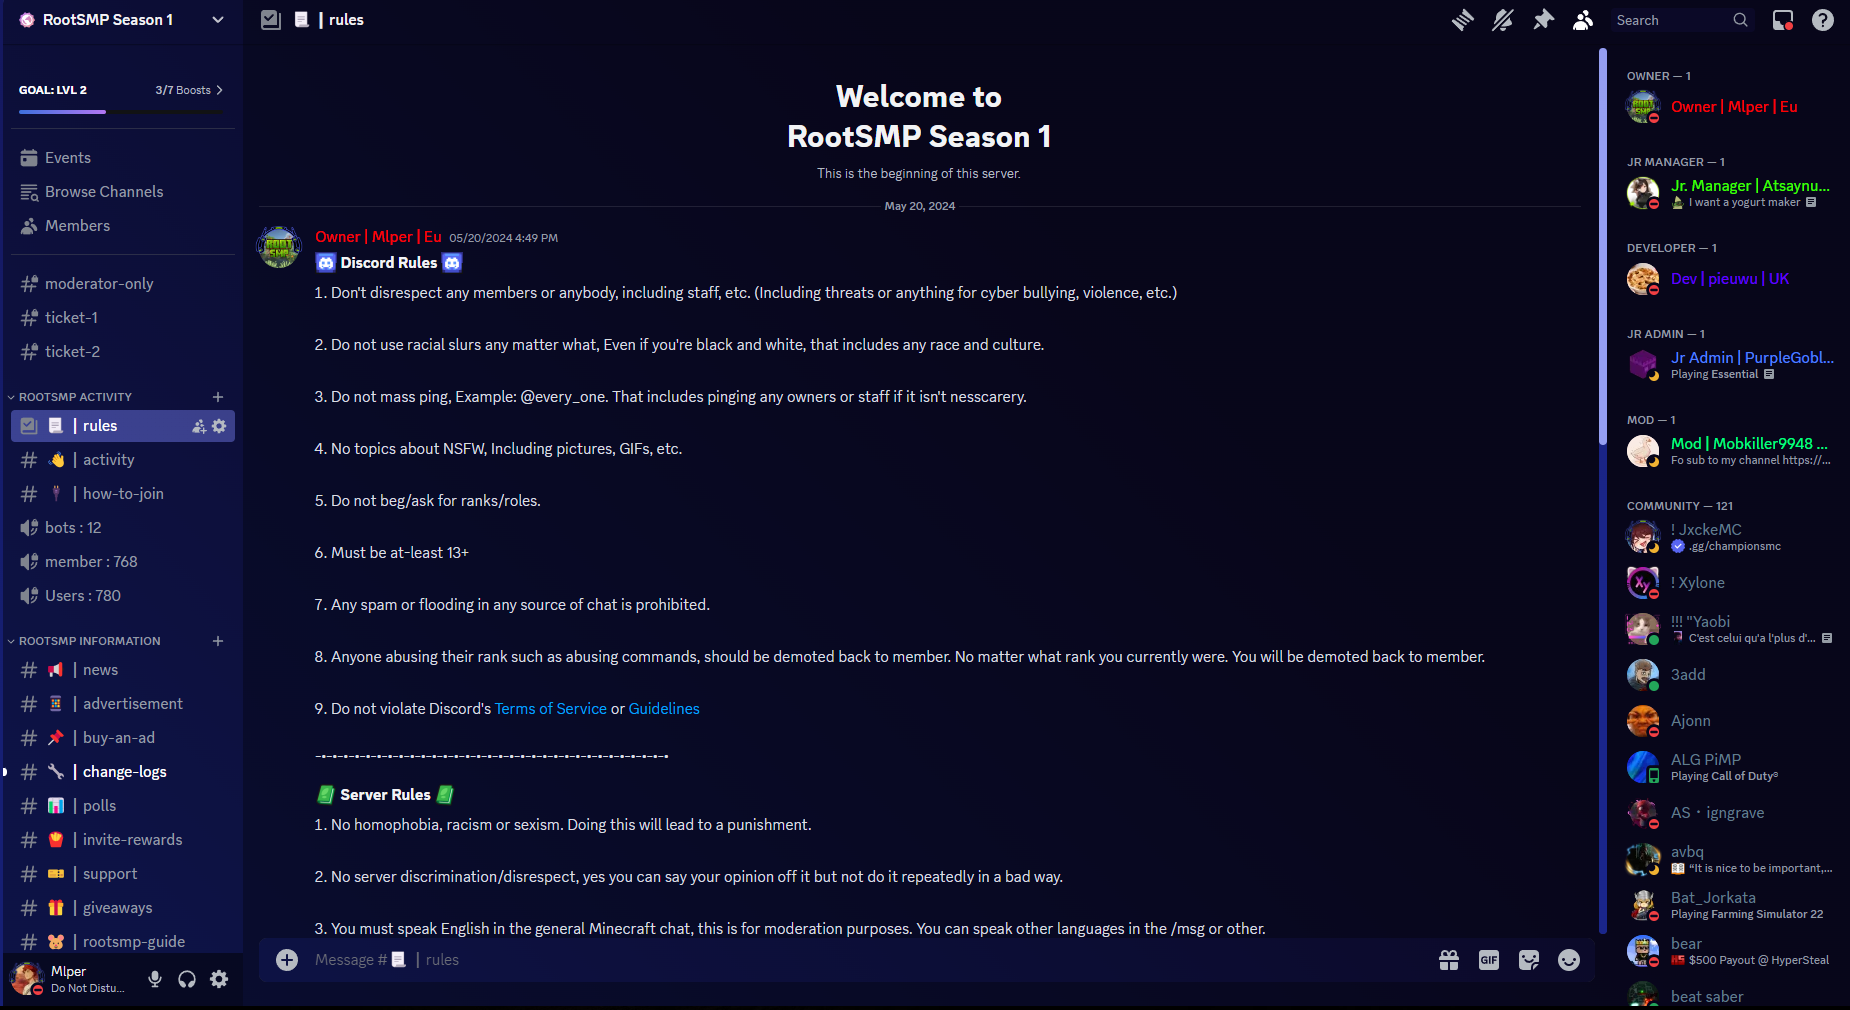 RootSMP Season 1
GOAL: LVL 2
3/7 Boosts
Events
Browse Channels
Members
moderator-only
ticket-1
ticket-2
ROOTSMP ACTIVITY
| rules
| activity
| how-to-join
bots : 12
member : 768
Users : 780
ROOTSMP INFORMATION
| news
| advertisement
| buy-an-ad
| change-logs
| polls
| invite-rewards
| support
| giveaways
| rootsmp-guide
Mlper
Do Not Distu...
| rules
Search
Welcome to
RootSMP Season 1
This is the beginning of this server.
May 20, 2024
Owner | Mlper | Eu 05/20/2024 4:49 PM
Discord Rules
1. Don't disrespect any members or anybody, including staff, etc. (Including threats or anything for cyber bullying, violence, etc.)
2. Do not use racial slurs any matter what, Even if you're black and white, that includes any race and culture.
3. Do not mass ping, Example: @every_one. That includes pinging any owners or staff if it isn't nesscarery.
4. No topics about NSFW, Including pictures, GIFs, etc.
5. Do not beg/ask for ranks/roles.
6. Must be at-least 13+
7. Any spam or flooding in any source of chat is prohibited.
8. Anyone abusing their rank such as abusing commands, should be demoted back to member. No matter what rank you currently were. You will be demoted back to member.
9. Do not violate Discord's Terms of Service or Guidelines
Server Rules
1. No homophobia, racism or sexism. Doing this will lead to a punishment.
2. No server discrimination/disrespect, yes you can say your opinion off it but not do it repeatedly in a bad way.
3. You must speak English in the general Minecraft chat, this is for moderation purposes. You can speak other languages in the /msg or other.
Message # | rules
GIF
OWNER — 1
Owner | Mlper | Eu
JR MANAGER — 1
Jr. Manager | Atsaynu...
I want a yogurt maker
DEVELOPER — 1
Dev | pieuwu | UK
JR ADMIN — 1
Jr Admin | PurpleGobl...
Playing Essential
MOD — 1
Mod | Mobkiller9948 ...
Fo sub to my channel https://...
COMMUNITY — 121
! JxckeMC
.gg/championsmc
! Xylone
!!! "Yaobi
C'est celui qu'a l'plus d'...
3add
Ajonn
ALG PiMP
Playing Call of Duty®
AS · igngrave
avbq
"It is nice to be important,...
Bat_Jorkata
Playing Farming Simulator 22
bear
$500 Payout @ HyperSteal
beat saber